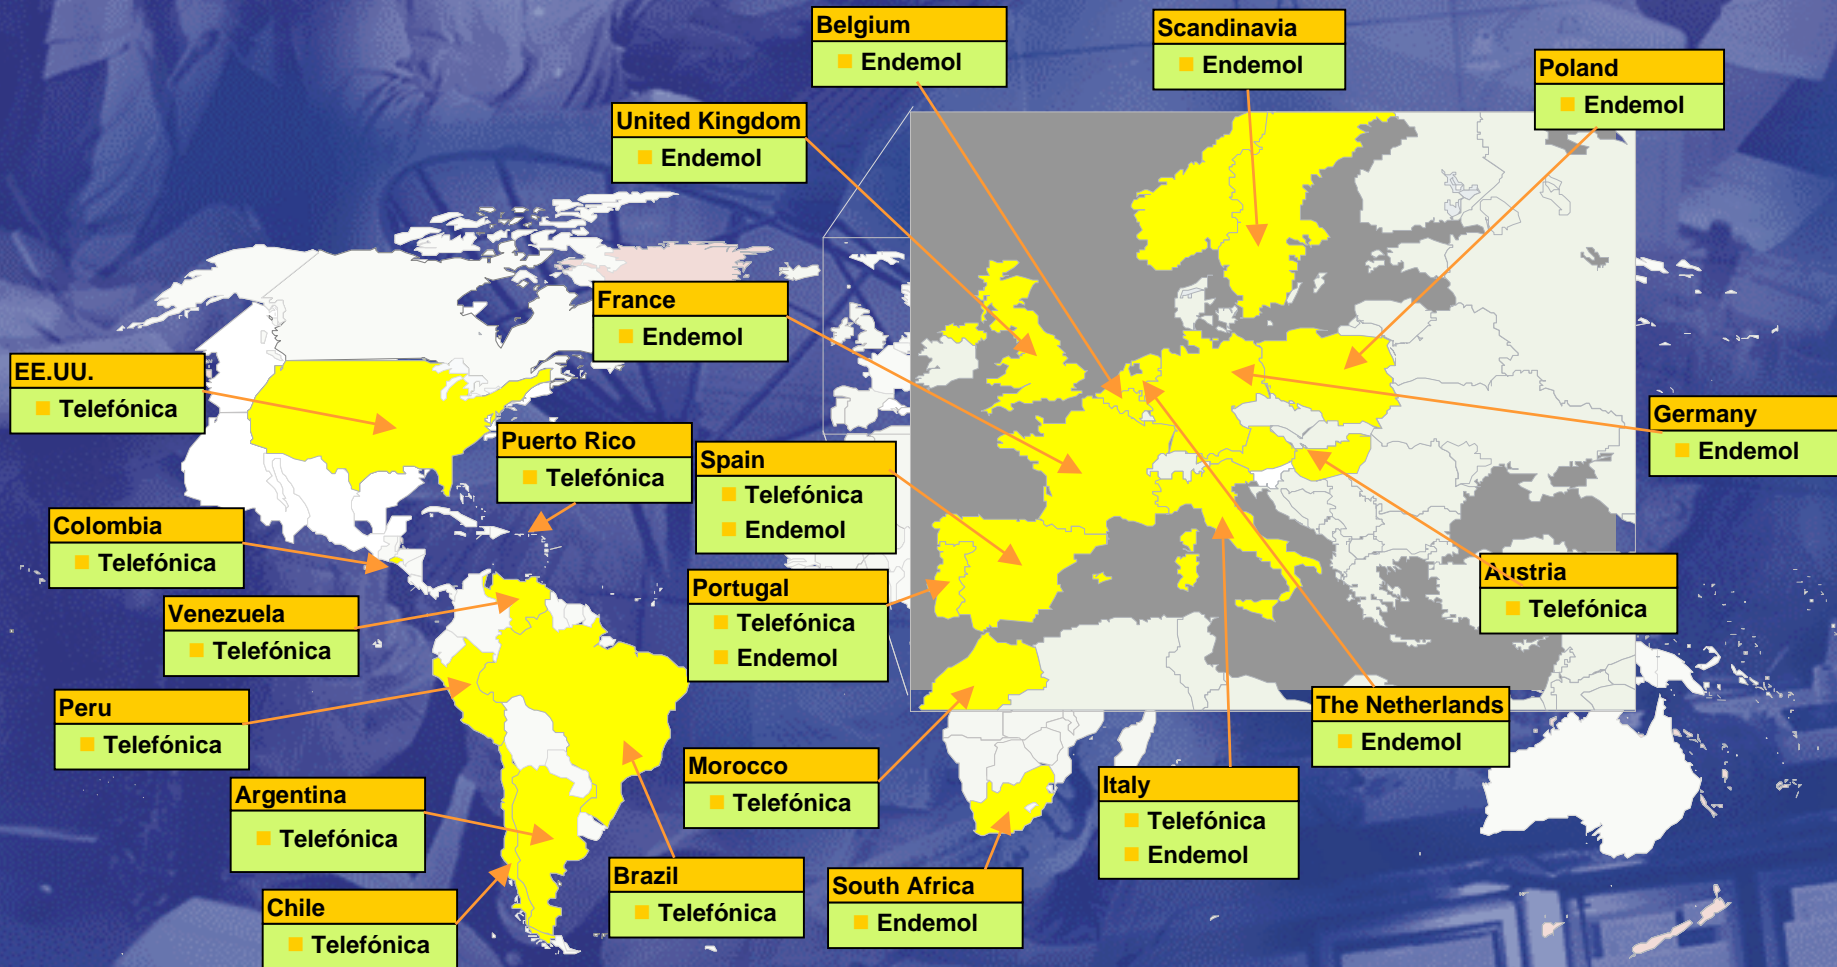 Belgium
Endemol
Scandinavia
Endemol
Poland
Endemol
United Kingdom
Endemol
France
Endemol
EE.UU.
Telefónica
Germany
Endemol
Puerto Rico
Telefónica
Spain
Telefónica
Endemol
Colombia
Telefónica
Austria
Telefónica
Portugal
Telefónica
Endemol
Venezuela
Telefónica
Peru
Telefónica
The Netherlands
Endemol
Morocco
Telefónica
Italy
Telefónica
Endemol
Argentina
Telefónica
Brazil
Telefónica
South Africa
Endemol
Chile
Telefónica